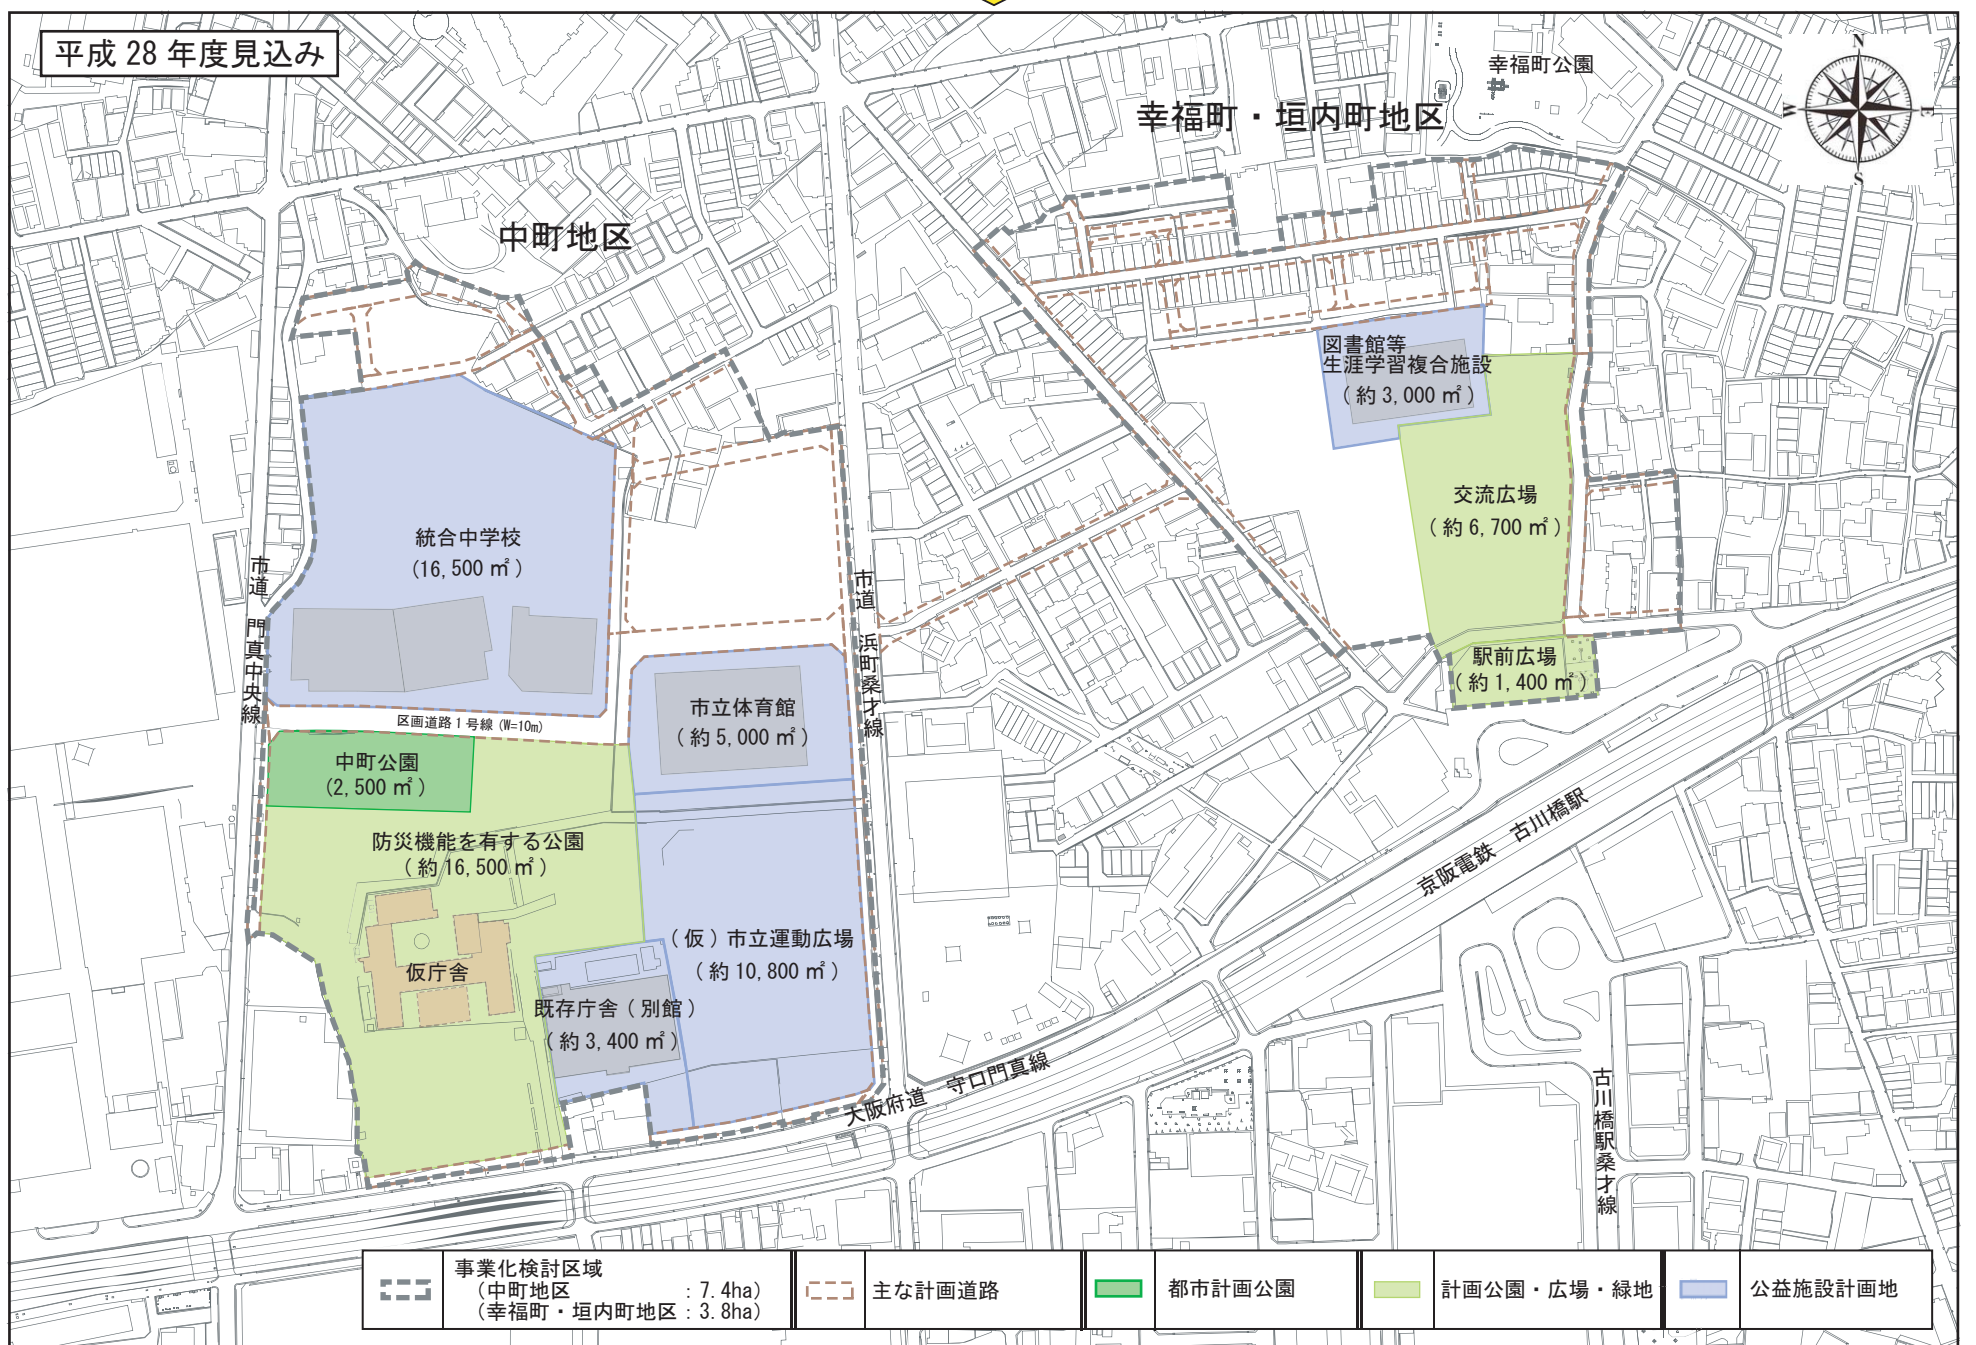 平成 28 年度見込み
幸福町公園
幸福町・垣内町地区
N
W
E
S
中町地区
図書館等
生涯学習複合施設
(約 3,000 ㎡)
統合中学校
(16,500 ㎡)
交流広場
(約 6,700 ㎡)
駅前広場
(約 1,400 ㎡)
市道 門真中央線
市道 浜町桑才線
区画道路 1 号線 (W=10m)
市立体育館
(約 5,000 ㎡)
中町公園
(2,500 ㎡)
防災機能を有する公園
(約 16,500 ㎡)
仮庁舎
(仮) 市立運動広場
(約 10,800 ㎡)
既存庁舎 (別館)
(約 3,400 ㎡)
京阪電鉄 古川橋駅
大阪府道 守口門真線
古川橋駅桑才線
事業化検討区域
(中町地区 : 7.4ha)
(幸福町・垣内町地区 : 3.8ha)
主な計画道路
都市計画公園
計画公園・広場・緑地
公益施設計画地